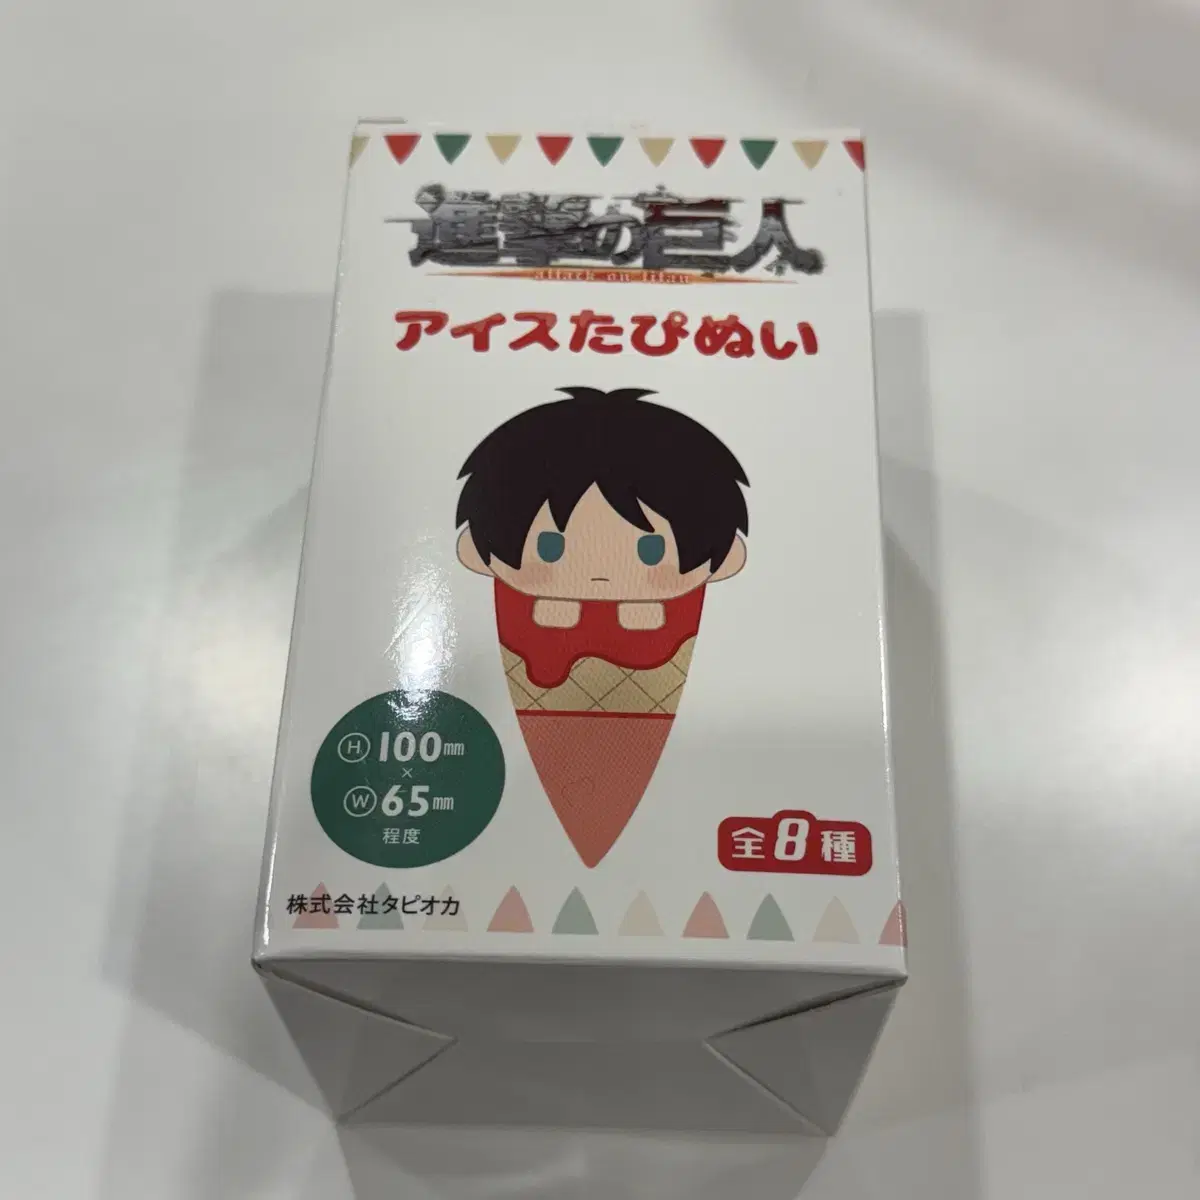 進撃の巨人
attack on titan
アイスたぴぬい
H 100mm
×
W 65mm
程度
全8種
株式会社タピオカ